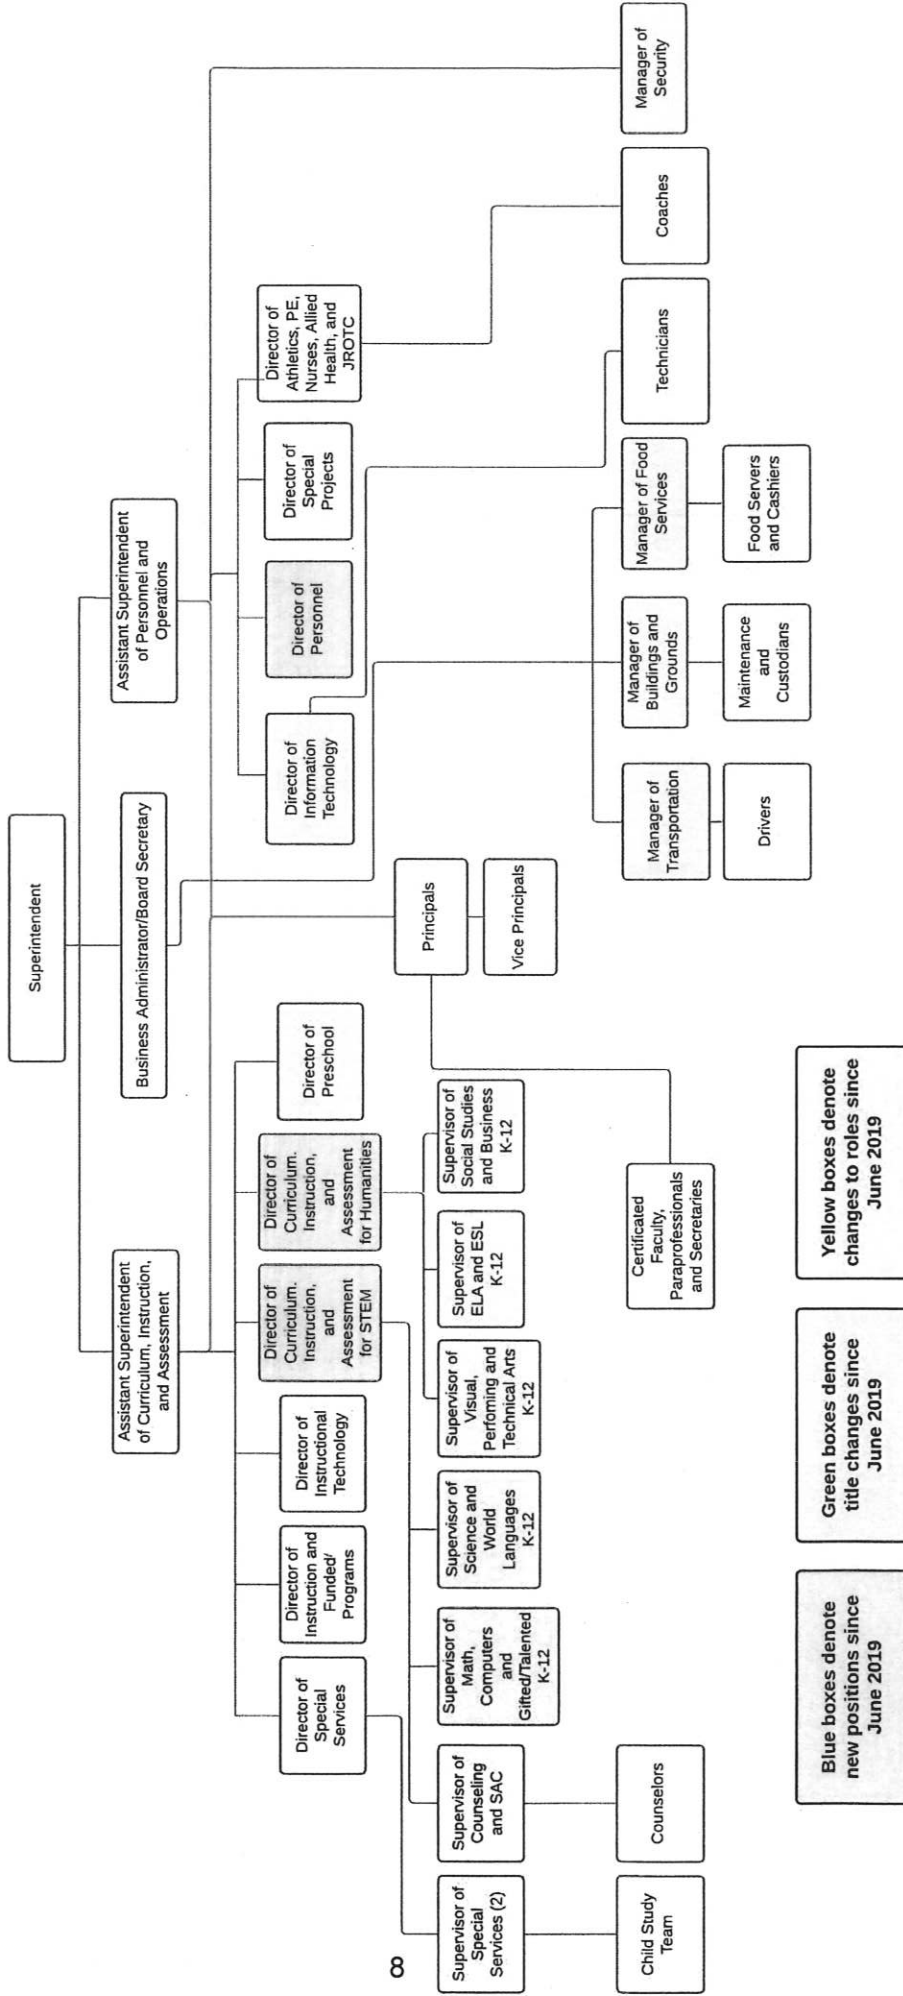 Superintendent
Assistant Superintendent
of Curriculum, Instruction,
and Assessment
Business Administrator/Board Secretary
Assistant Superintendent
of Personnel and
Operations
Director of
Special
Services
Director of
Instruction and
Funded/
Programs
Director of
Instructional
Technology
Director of
Curriculum.
Instruction,
and
Assessment
for STEM
Director of
Curriculum.
Instruction,
and
Assessment
for Humanities
Director of
Preschool
Director of
Information
Technology
Director of
Personnel
Director of
Special
Projects
Director of
Athletics, PE,
Nurses, Allied
Health, and
JROTC
Principals
Vice Principals
8
Supervisor of
Special
Services (2)
Supervisor of
Counseling
and SAC
Supervisor of
Math,
Computers
and
Gifted/Talented
K-12
Supervisor of
Science and
World
Languages
K-12
Supervisor of
Visual,
Perfoming and
Technical Arts
K-12
Supervisor of
ELA and ESL
K-12
Supervisor of
Social Studies
and Business
K-12
Child Study
Team
Counselors
Certificated
Faculty,
Paraprofessionals
and Secretaries
Manager of
Transportation
Manager of
Buildings and
Grounds
Manager of Food
Services
Technicians
Coaches
Manager of
Security
Drivers
Maintenance
and
Custodians
Food Servers
and Cashiers
Blue boxes denote
new positions since
June 2019
Green boxes denote
title changes since
June 2019
Yellow boxes denote
changes to roles since
June 2019